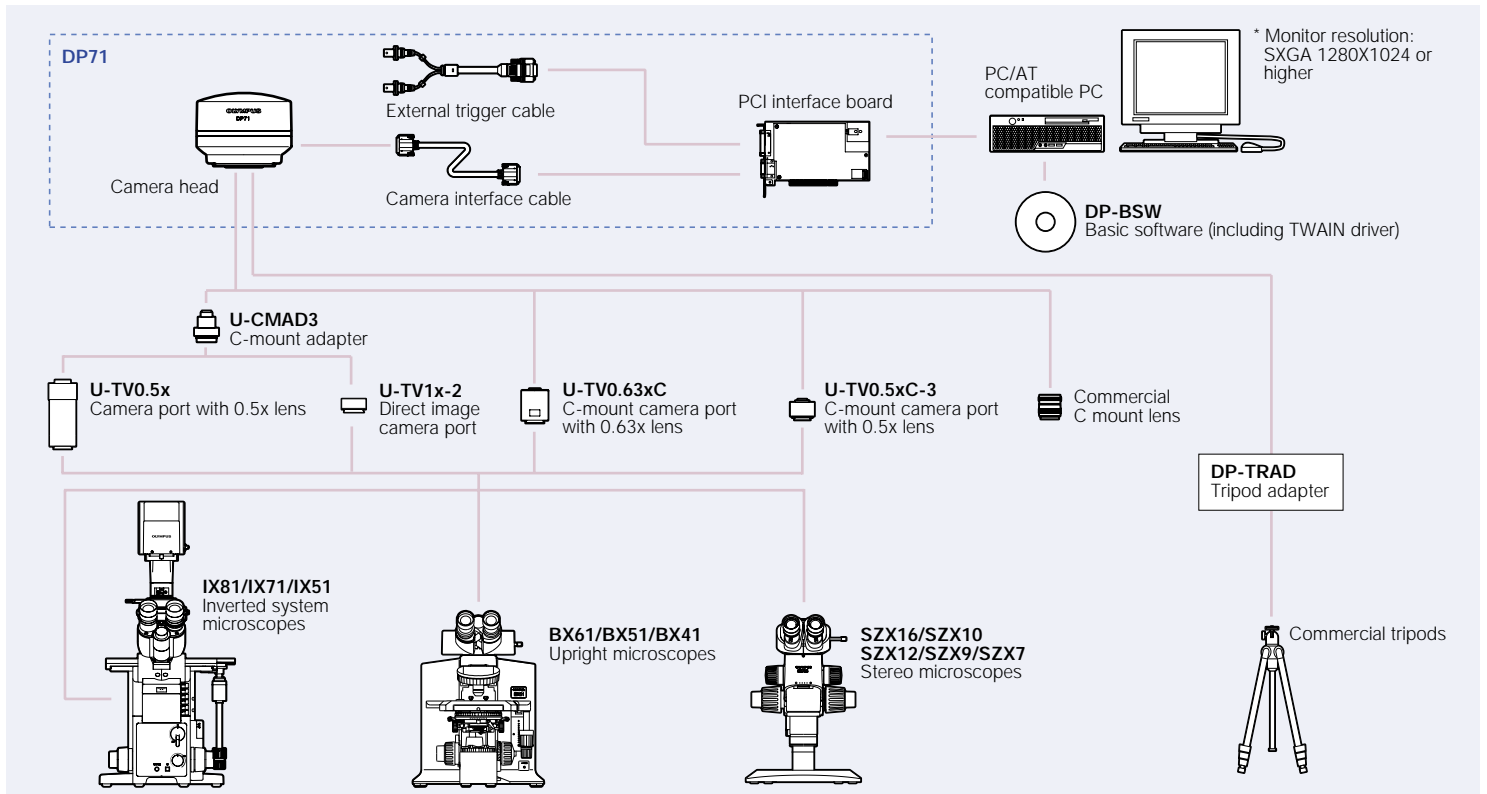 DP71
OLYMPUS
DP71
Camera head
External trigger cable
Camera interface cable
PCI interface board
PC/AT
compatible PC
* Monitor resolution:
SXGA 1280X1024 or
higher
DP-BSW
Basic software (including TWAIN driver)
U-CMAD3
C-mount adapter
U-TV0.5x
Camera port with 0.5x lens
U-TV1x-2
Direct image
camera port
U-TV0.63xC
C-mount camera port
with 0.63x lens
U-TV0.5xC-3
C-mount camera port
with 0.5x lens
Commercial
C mount lens
DP-TRAD
Tripod adapter
OLYMPUS
IX81/IX71/IX51
Inverted system
microscopes
BX61/BX51/BX41
Upright microscopes
SZX16/SZX10
SZX12/SZX9/SZX7
Stereo microscopes
Commercial tripods